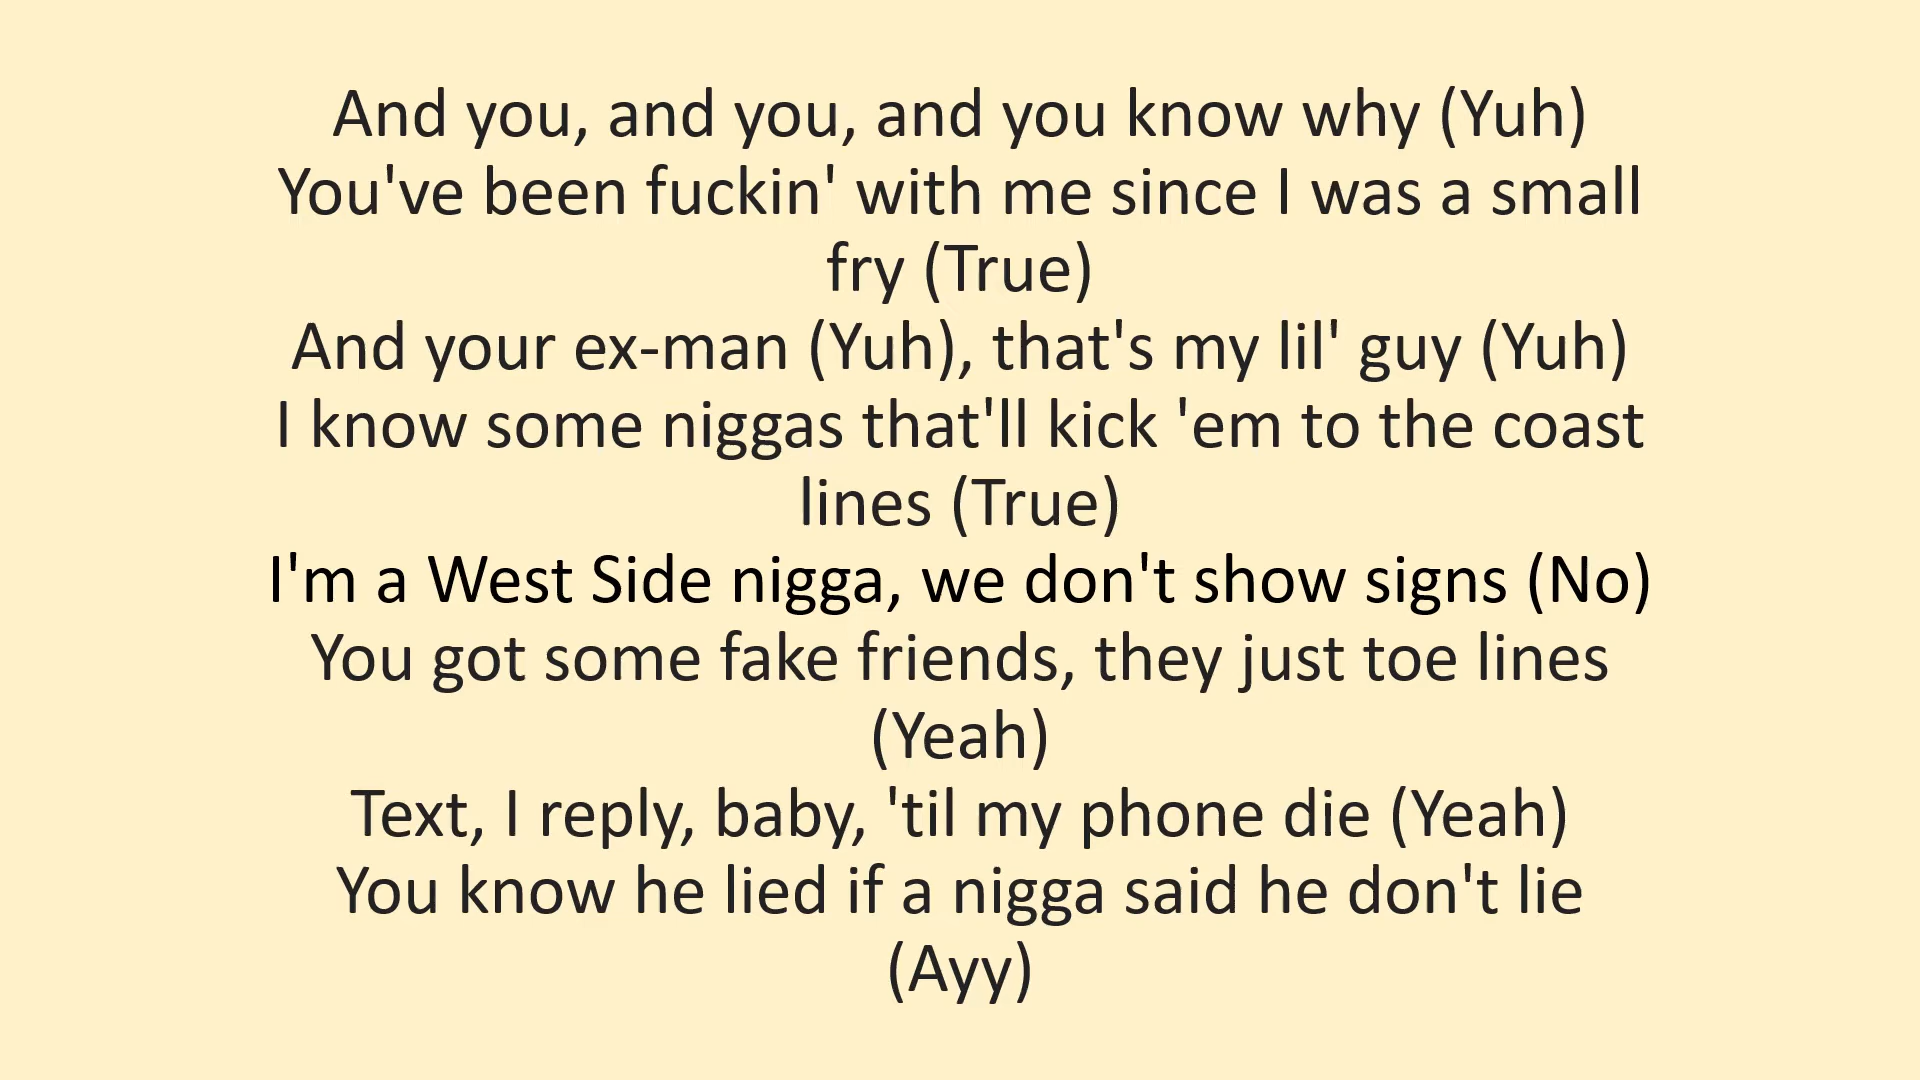 And you, and you, and you know why (Yuh)
You've been fuckin' with me since I was a small
fry (True)
And your ex-man (Yuh), that's my lil' guy (Yuh)
I know some niggas that'll kick 'em to the coast
lines (True)
I'm a West Side nigga, we don't show signs (No)
You got some fake friends, they just toe lines
(Yeah)
Text, I reply, baby, 'til my phone die (Yeah)
You know he lied if a nigga said he don't lie
(Ayy)